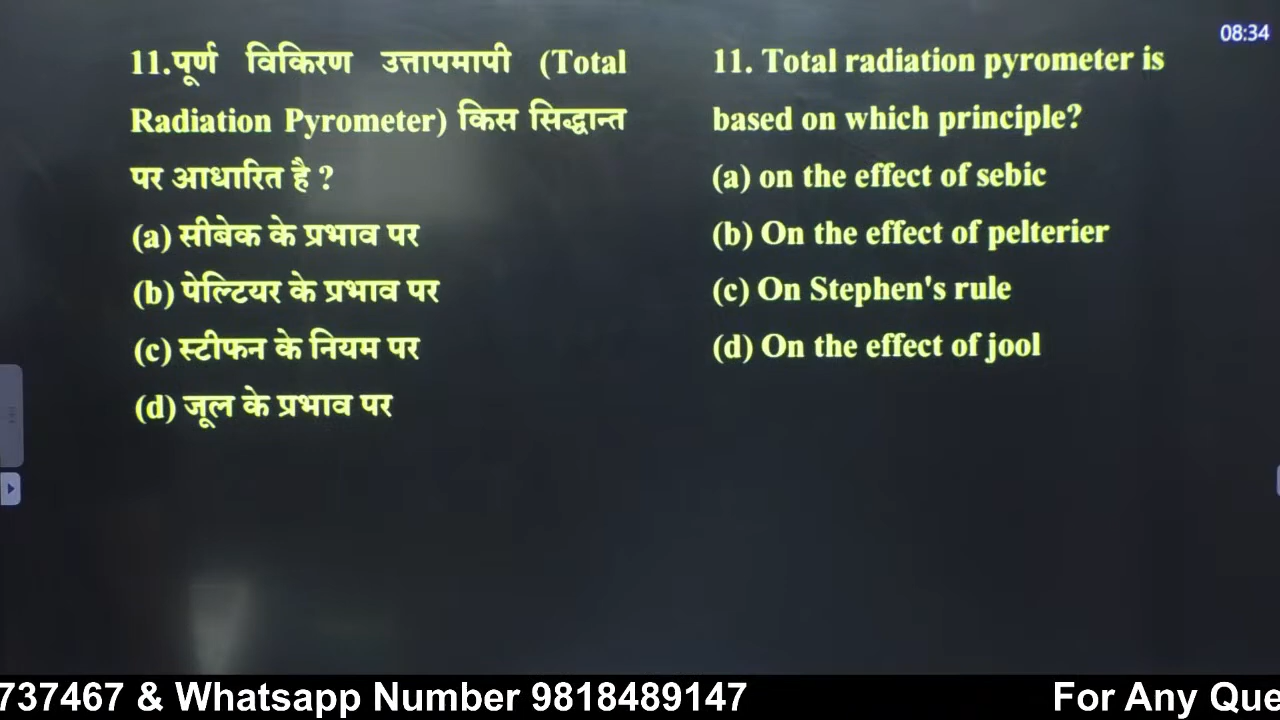 08:34
11.पूर्ण विकिरण उत्तापमापी (Total
Radiation Pyrometer) किस सिद्धान्त
पर आधारित है ?
(a) सीबेक के प्रभाव पर
(b) पेल्टियर के प्रभाव पर
(c) स्टीफन के नियम पर
(d) जूल के प्रभाव पर
11. Total radiation pyrometer is
based on which principle?
(a) on the effect of sebic
(b) On the effect of pelterier
(c) On Stephen's rule
(d) On the effect of jool
737467 & Whatsapp Number 9818489147
For Any Que